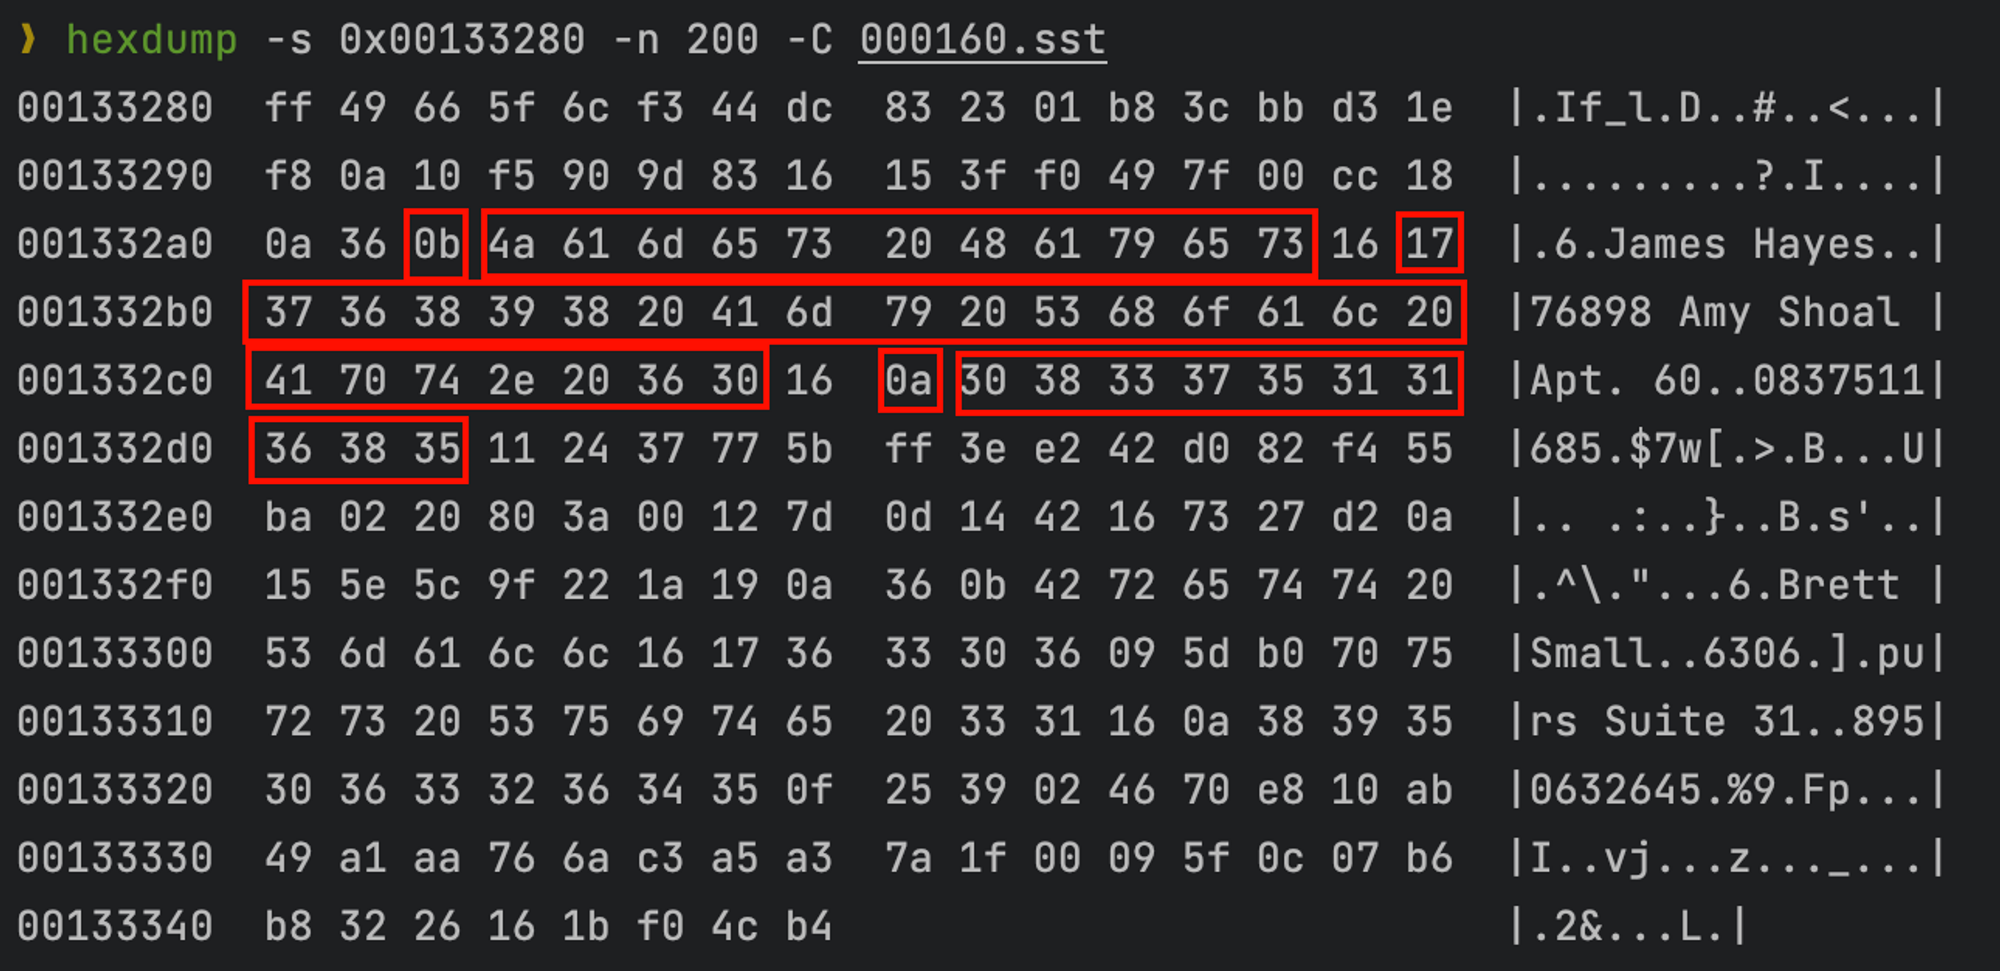 ❯ hexdump -s 0x00133280 -n 200 -C 000160.sst
00133280  ff 49 66 5f 6c f3 44 dc  83 23 01 b8 3c bb d3 1e  |.If_l.D..#..<...|
00133290  f8 0a 10 f5 90 9d 83 16  15 3f f0 49 7f 00 cc 18  |.........?.I....|
001332a0  0a 36 0b 4a 61 6d 65 73  20 48 61 79 65 73 16 17  |.6.James Hayes..|
001332b0  37 36 38 39 38 20 41 6d  79 20 53 68 6f 61 6c 20  |76898 Amy Shoal |
001332c0  41 70 74 2e 20 36 30 16  0a 30 38 33 37 35 31 31  |Apt. 60..0837511|
001332d0  36 38 35 11 24 37 77 5b  ff 3e e2 42 d0 82 f4 55  |685.$7w[.>.B...U|
001332e0  ba 02 20 80 3a 00 12 7d  0d 14 42 16 73 27 d2 0a  |.. .:..}..B.s'..|
001332f0  15 5e 5c 9f 22 1a 19 0a  36 0b 42 72 65 74 74 20  |.^\."...6.Brett |
00133300  53 6d 61 6c 6c 16 17 36  33 30 36 09 5d b0 70 75  |Small..6306.].pu|
00133310  72 73 20 53 75 69 74 65  20 33 31 16 0a 38 39 35  |rs Suite 31..895|
00133320  30 36 33 32 36 34 35 0f  25 39 02 46 70 e8 10 ab  |0632645.%9.Fp...|
00133330  49 a1 aa 76 6a c3 a5 a3  7a 1f 00 09 5f 0c 07 b6  |I..vj...z..._...|
00133340  b8 32 26 16 1b f0 4c b4                           |.2&...L.|